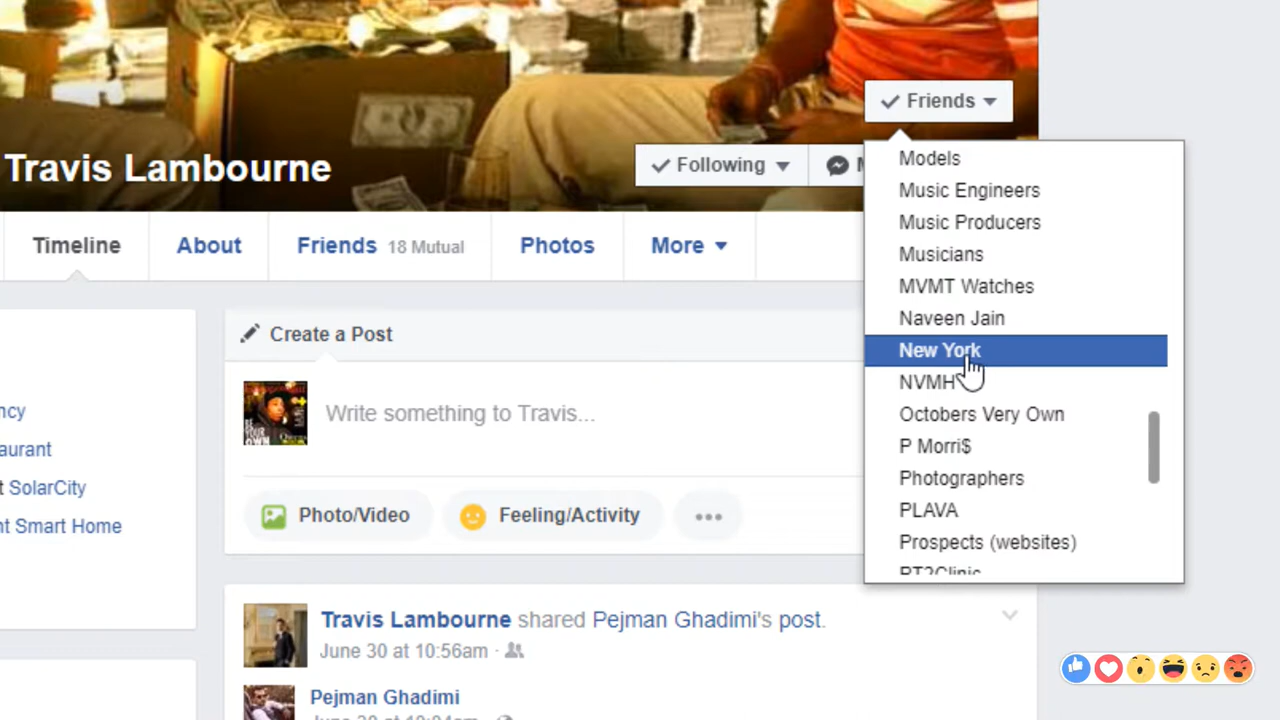 Friends
Travis Lambourne
Following
Models
Music Engineers
Music Producers
Musicians
MVMT Watches
Naveen Jain
New York
NVMH
Octobers Very Own
P Morri$
Photographers
PLAVA
Prospects (websites)
PT2Clinic
Timeline
About
Friends 18 Mutual
Photos
More
Create a Post
Write something to Travis...
Photo/Video
Feeling/Activity
SolarCity
Smart Home
Travis Lambourne shared Pejman Ghadimi's post.
June 30 at 10:56am
Pejman Ghadimi